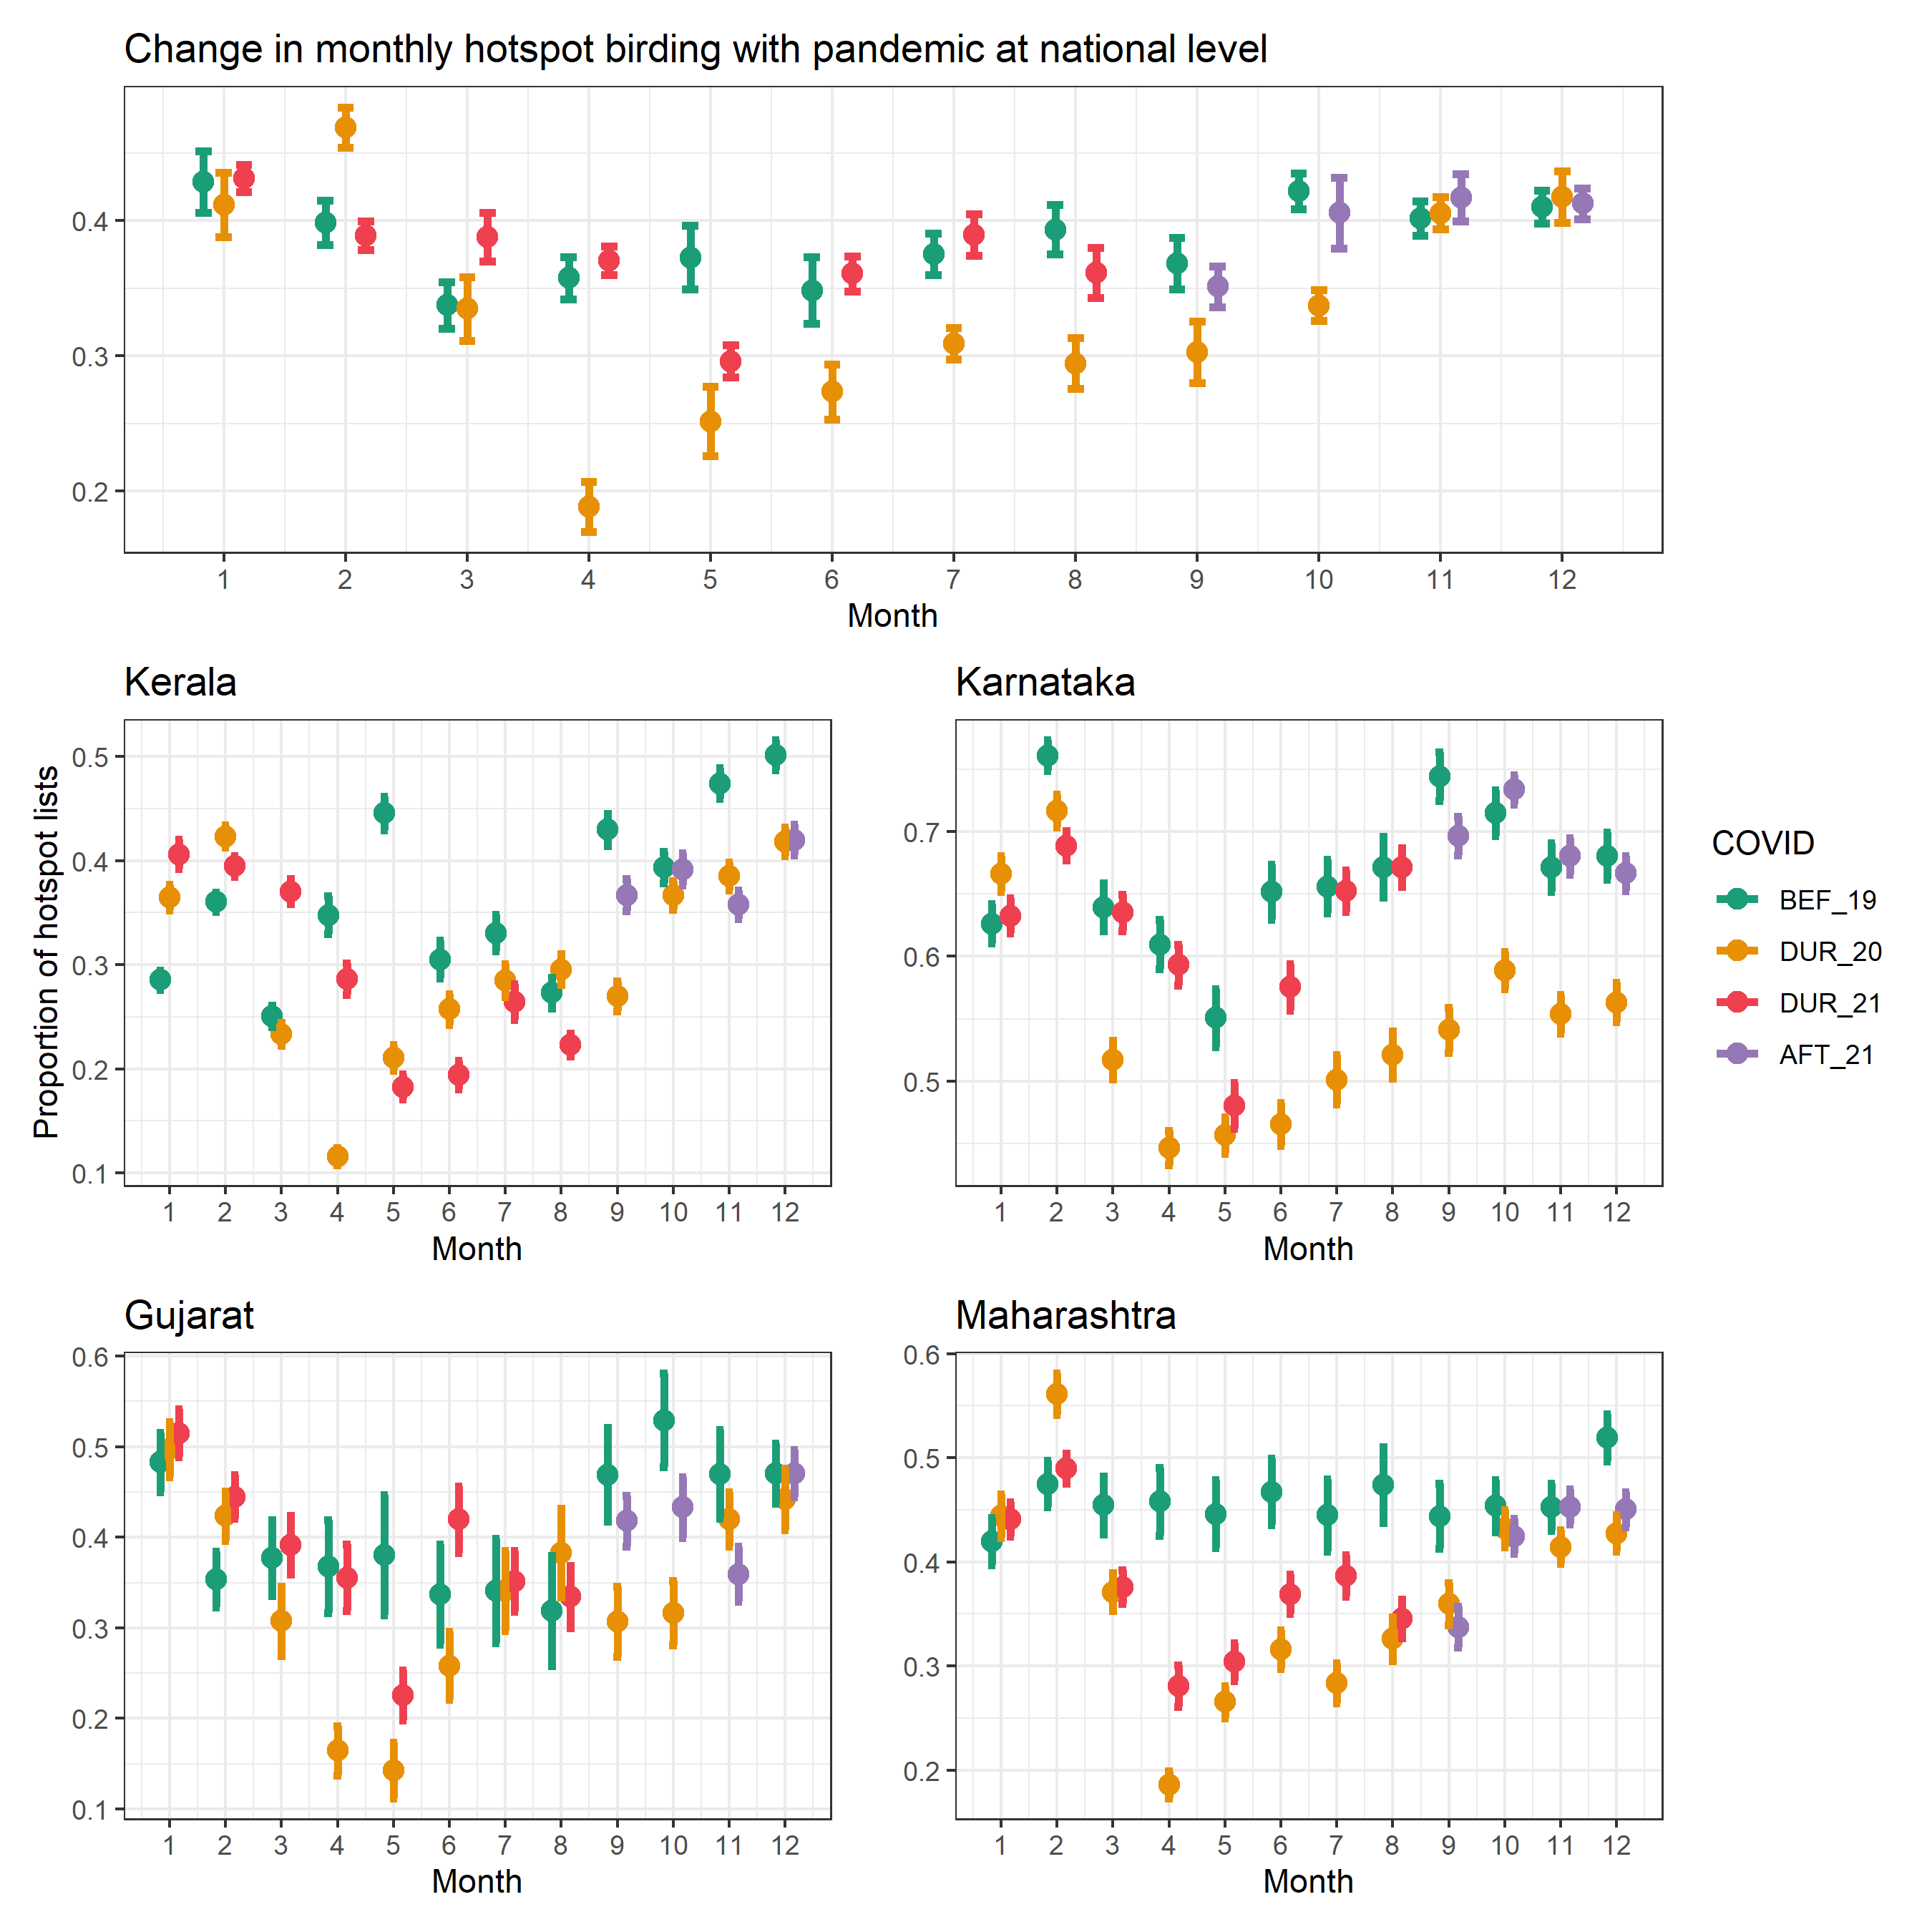 Change in monthly hotspot birding with pandemic at national level
0.4
0.3
0.2
1 2 3 4 5 6 7 8 9 10 11 12
Month
Proportion of hotspot lists
Kerala
0.5
0.4
0.3
0.2
0.1
1 2 3 4 5 6 7 8 9 10 11 12
Month
Karnataka
0.7
0.6
0.5
1 2 3 4 5 6 7 8 9 10 11 12
Month
COVID
BEF_19
DUR_20
DUR_21
AFT_21
Gujarat
0.6
0.5
0.4
0.3
0.2
0.1
1 2 3 4 5 6 7 8 9 10 11 12
Month
Maharashtra
0.6
0.5
0.4
0.3
0.2
1 2 3 4 5 6 7 8 9 10 11 12
Month